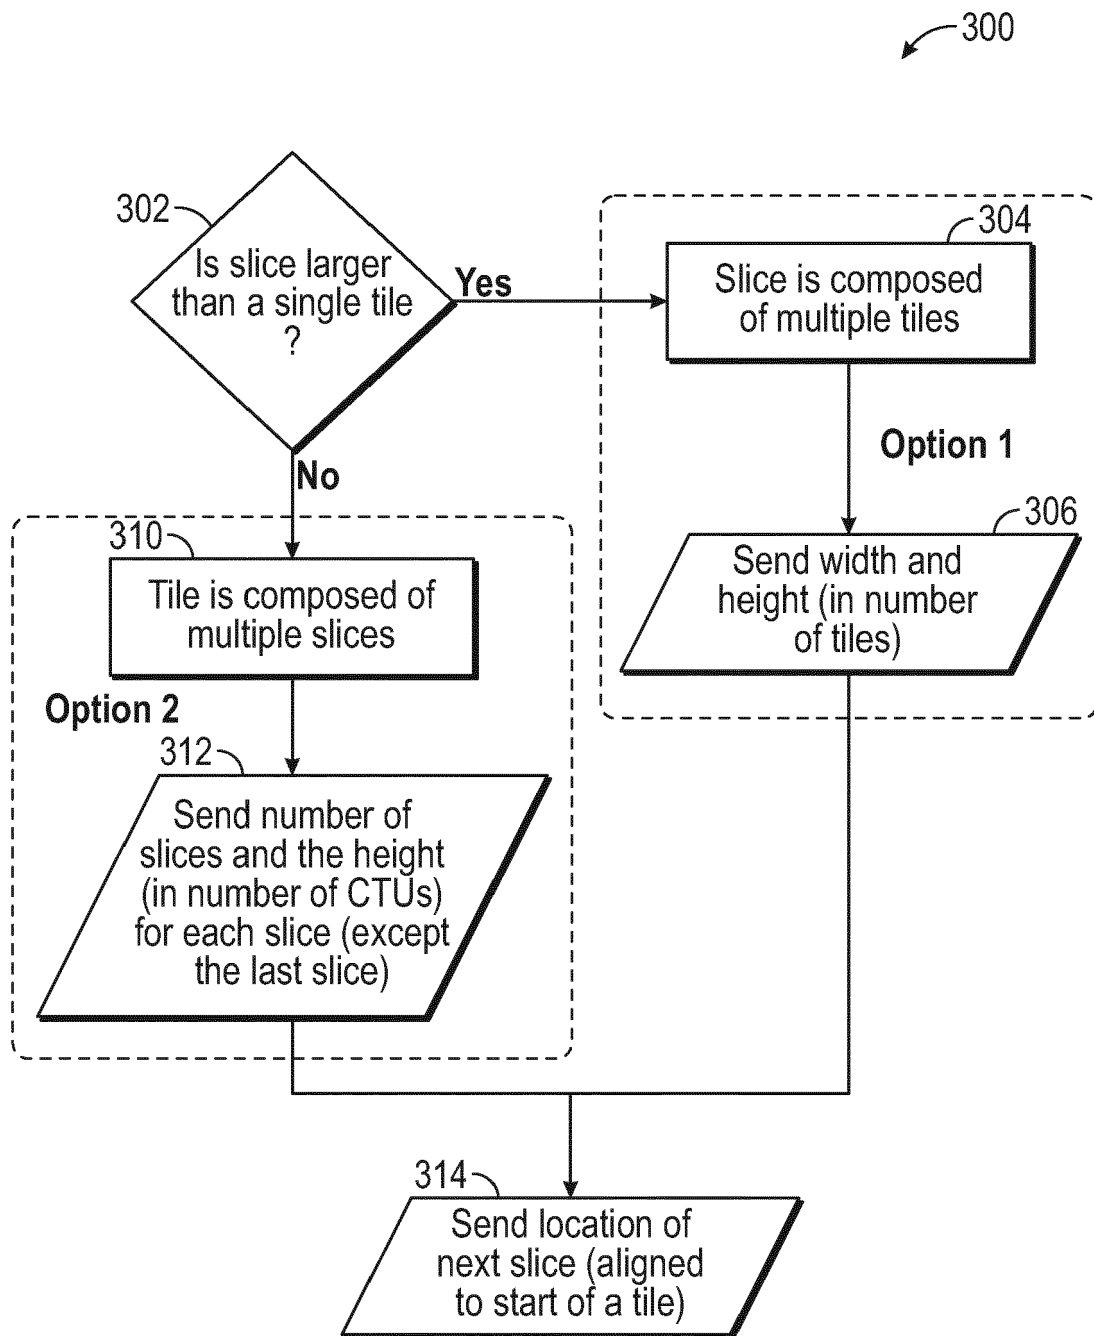 300
302
Is slice larger
than a single tile
?
Yes
No
304
Slice is composed
of multiple tiles
Option 1
306
Send width and
height (in number
of tiles)
310
Tile is composed of
multiple slices
Option 2
312
Send number of
slices and the height
(in number of CTUs)
for each slice (except
the last slice)
314
Send location of
next slice (aligned
to start of a tile)